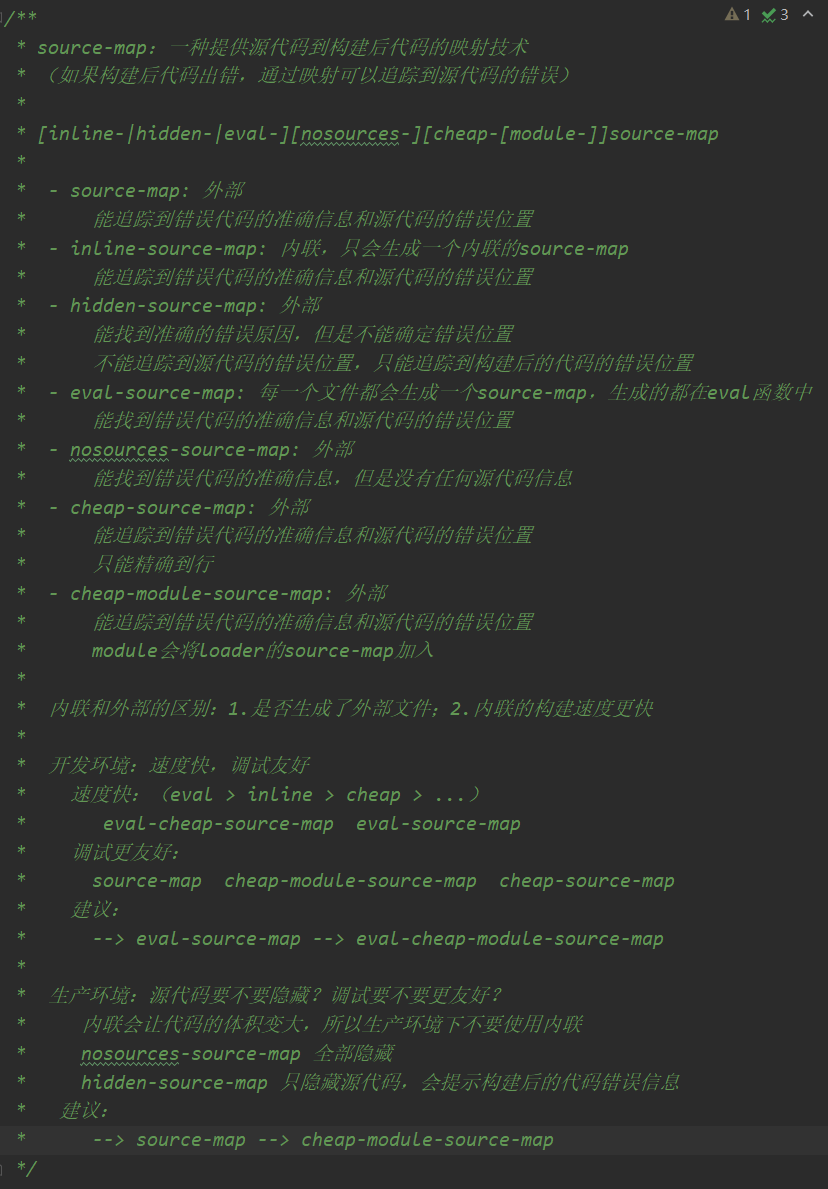 /**
1 3
* source-map: 一种提供源代码到构建后代码的映射技术
* （如果构建后代码出错，通过映射可以追踪到源代码的错误）
*
* [inline-|hidden-|eval-][nosources-][cheap-[module-]]source-map
*
* - source-map: 外部
* 能追踪到错误代码的准确信息和源代码的错误位置
* - inline-source-map: 内联，只会生成一个内联的source-map
* 能追踪到错误代码的准确信息和源代码的错误位置
* - hidden-source-map: 外部
* 能找到准确的错误原因，但是不能确定错误位置
* 不能追踪到源代码的错误位置，只能追踪到构建后的代码的错误位置
* - eval-source-map: 每一个文件都会生成一个source-map，生成的都在eval函数中
* 能找到错误代码的准确信息和源代码的错误位置
* - nosources-source-map: 外部
* 能找到错误代码的准确信息，但是没有任何源代码信息
* - cheap-source-map: 外部
* 能追踪到错误代码的准确信息和源代码的错误位置
* 只能精确到行
* - cheap-module-source-map: 外部
* 能追踪到错误代码的准确信息和源代码的错误位置
* module会将loader的source-map加入
*
* 内联和外部的区别：1.是否生成了外部文件；2.内联的构建速度更快
*
* 开发环境：速度快，调试友好
* 速度快：（eval > inline > cheap > ...）
* eval-cheap-source-map eval-source-map
* 调试更友好：
* source-map cheap-module-source-map cheap-source-map
* 建议：
* --> eval-source-map --> eval-cheap-module-source-map
*
* 生产环境：源代码要不要隐藏？调试要不要更友好？
* 内联会让代码的体积变大，所以生产环境下不要使用内联
* nosources-source-map 全部隐藏
* hidden-source-map 只隐藏源代码，会提示构建后的代码错误信息
* 建议：
* --> source-map --> cheap-module-source-map
*/